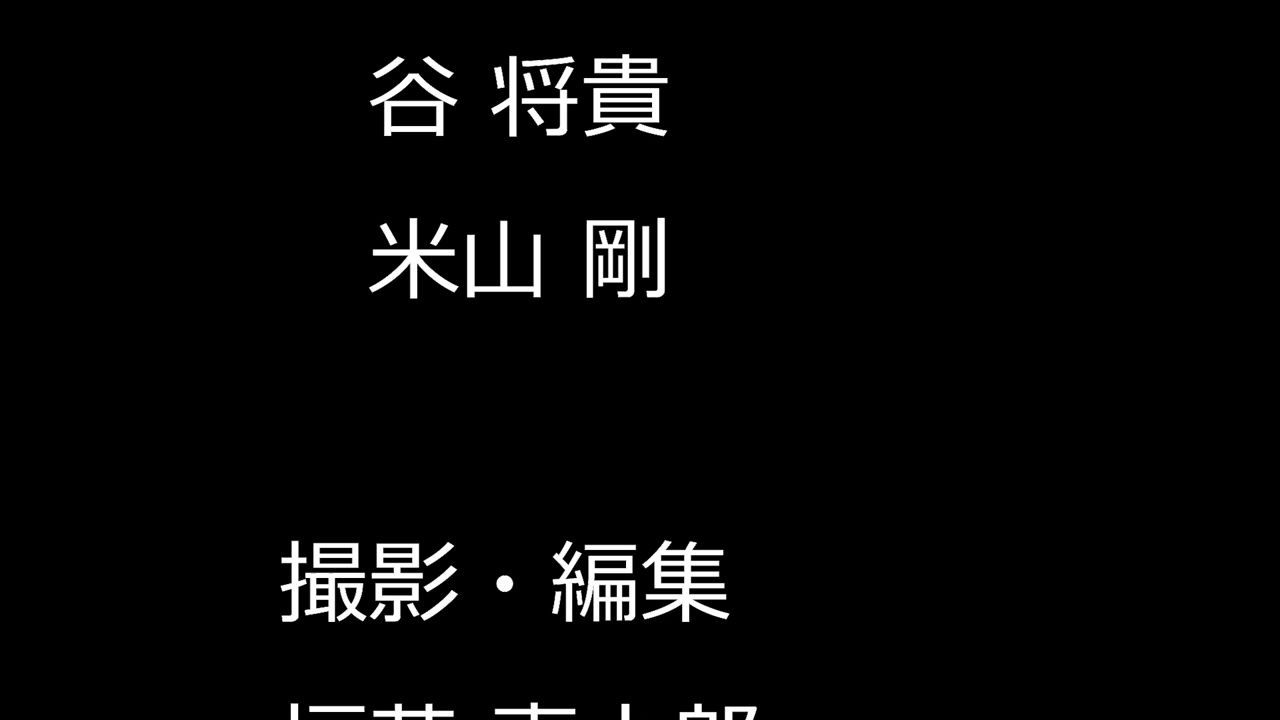 谷 将貴
米山 剛
撮影・編集